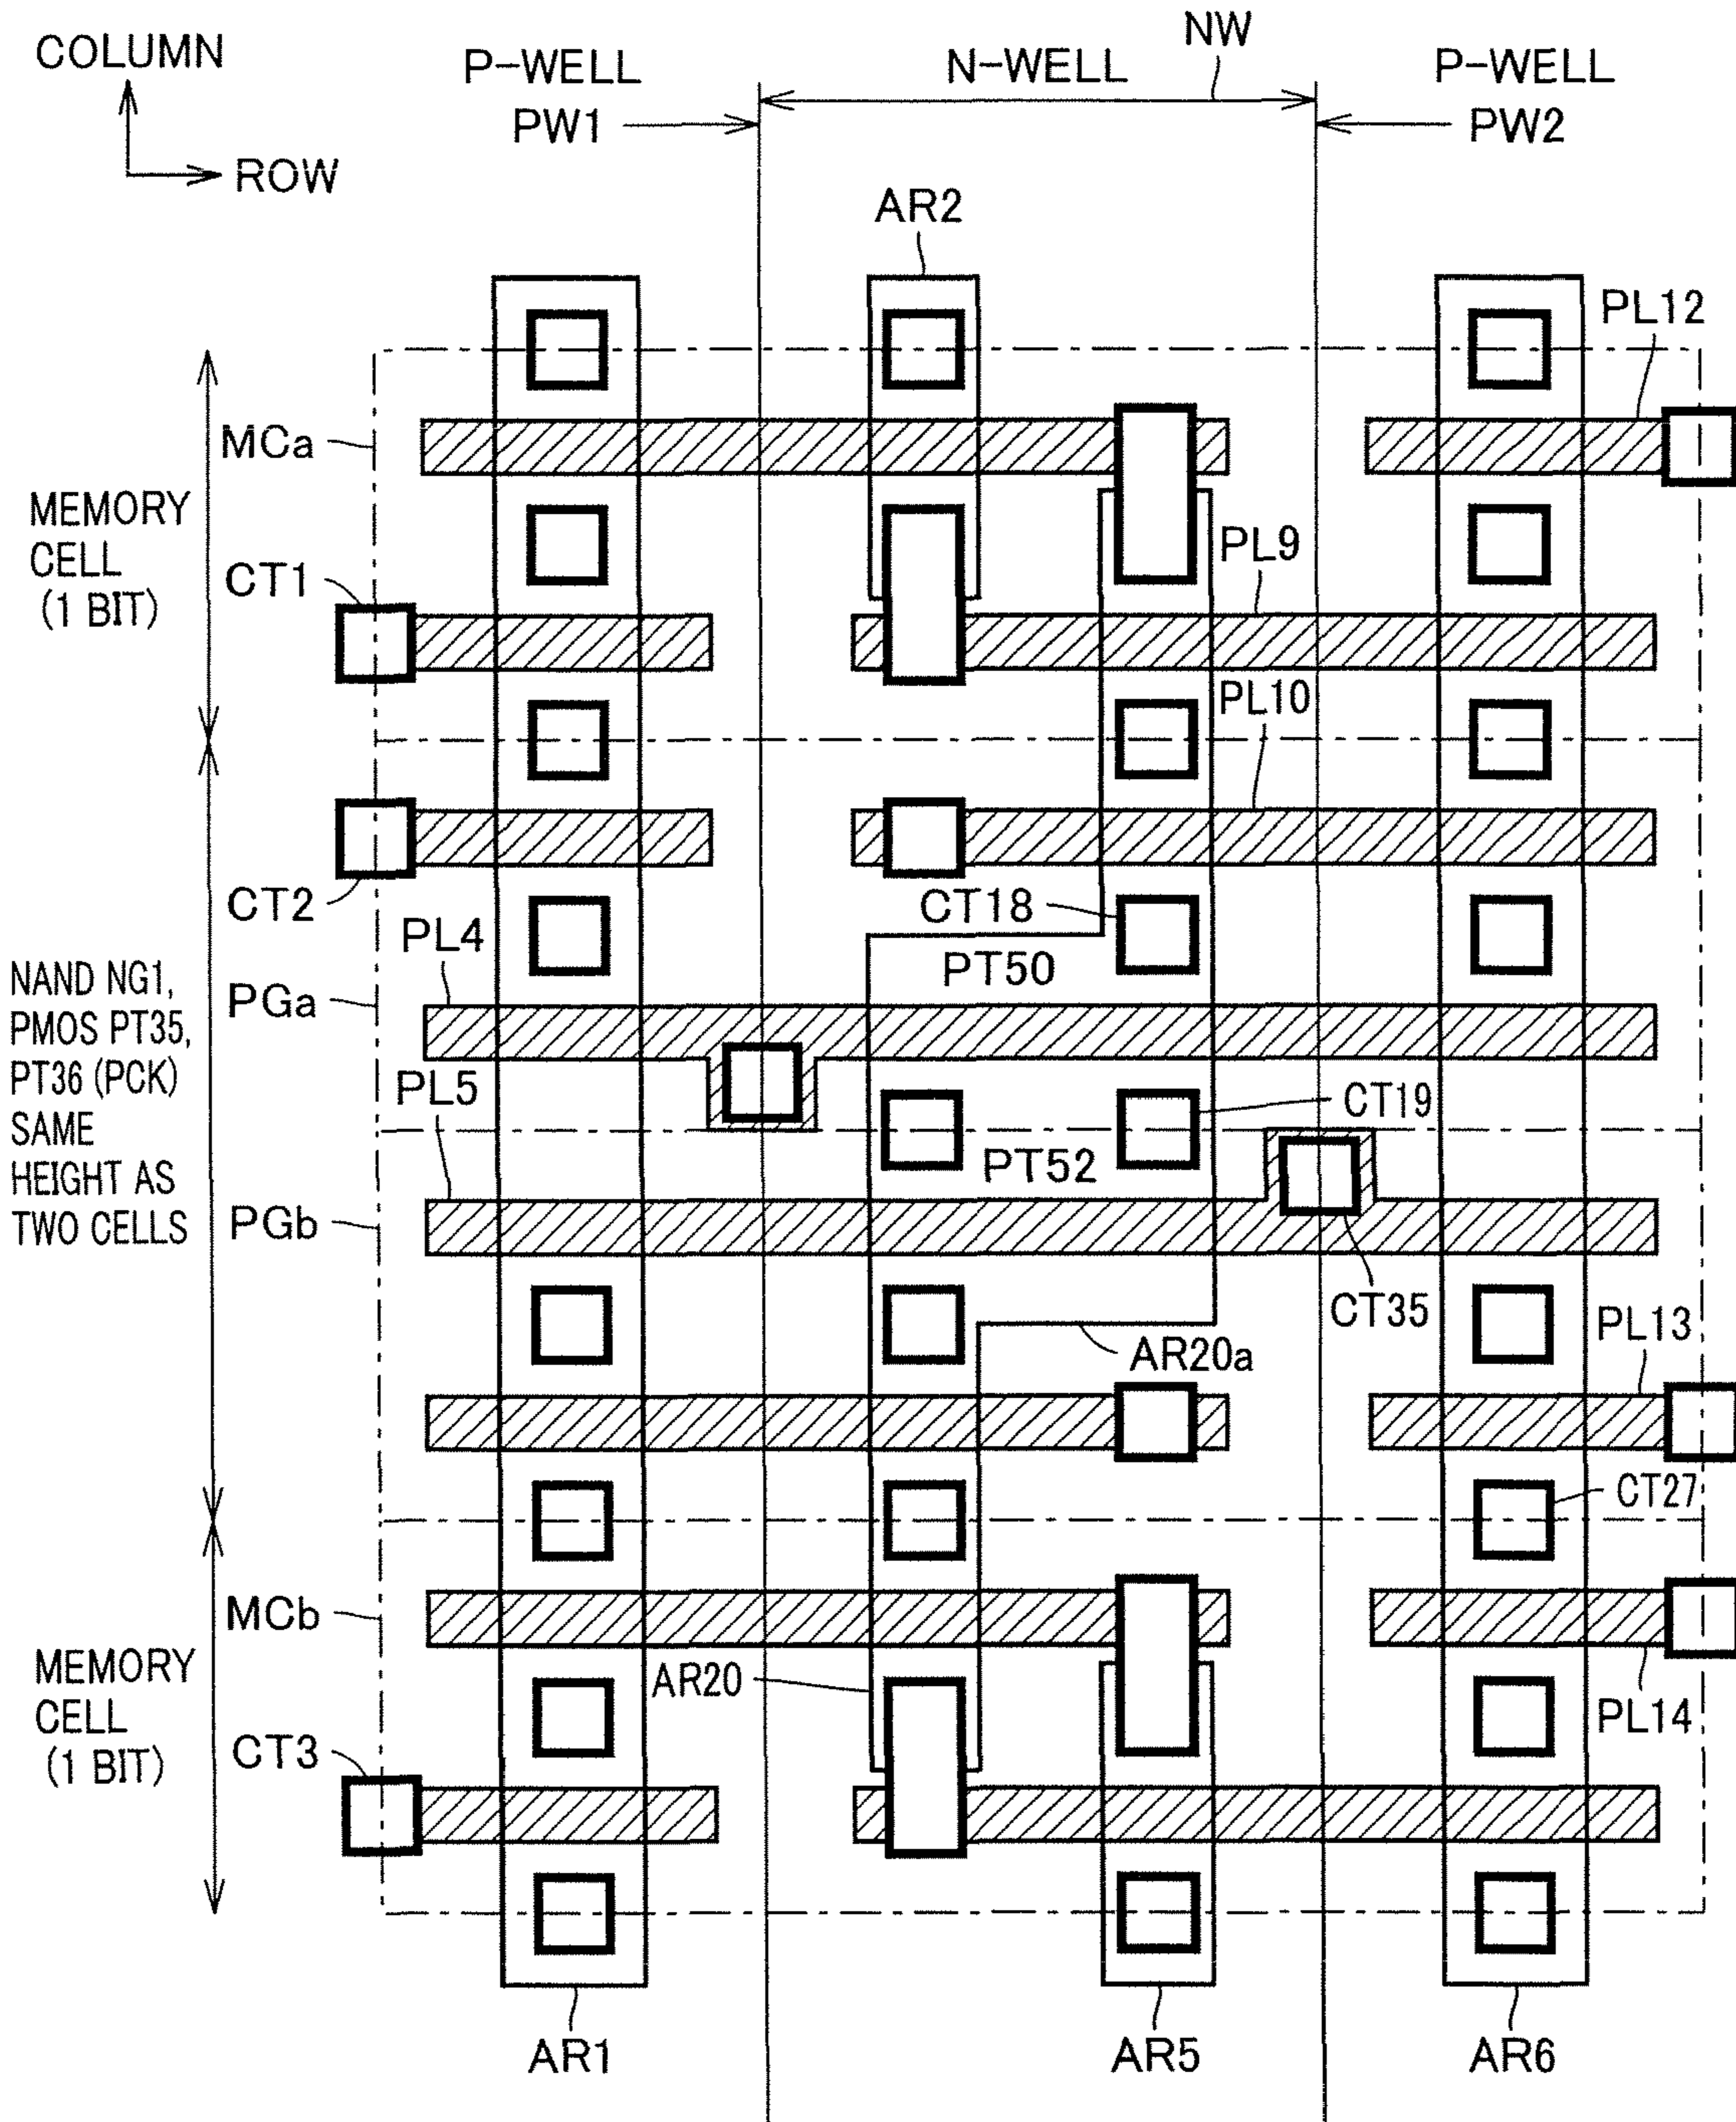 COLUMN
ROW
P-WELL
PW1
N-WELL
NW
P-WELL
PW2
AR2
PL12
MCa
MEMORY
CELL
(1 BIT)
CT1
PL9
PL10
CT2
CT18
PL4
PT50
NAND NG1,
PMOS PT35,
PT36 (PCK)
SAME
HEIGHT AS
TWO CELLS
PGa
PL5
CT19
PT52
PGb
CT35
PL13
AR20a
CT27
MCb
MEMORY
CELL
(1 BIT)
AR20
PL14
CT3
AR1
AR5
AR6